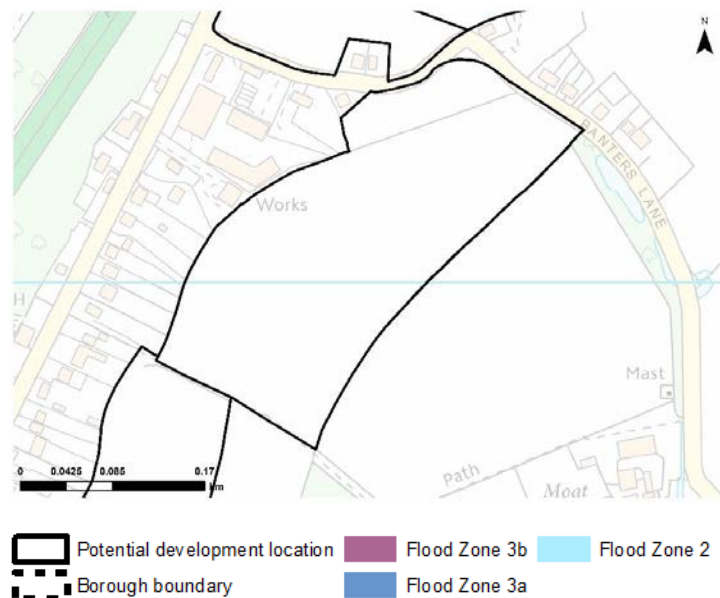 N
BANTERS LANE
Works
H
Mast
Path
Moat
0 0.0425 0.085 0.17
km
Potential development location Flood Zone 3b Flood Zone 2
Borough boundary Flood Zone 3a